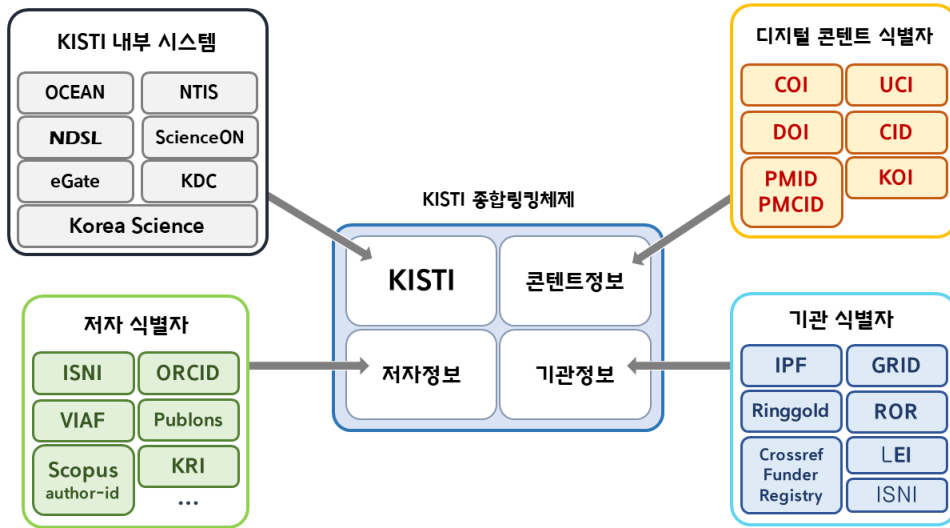 KISTI 내부 시스템
OCEAN
NTIS
NDSL
ScienceON
eGate
KDC
Korea Science
디지털 콘텐트 식별자
COI
UCI
DOI
CID
PMID
PMCID
KOI
KISTI 종합링킹체제
KISTI
콘텐트정보
저자정보
기관정보
저자 식별자
ISNI
ORCID
VIAF
Publons
Scopus
author-id
KRI
...
기관 식별자
IPF
GRID
Ringgold
ROR
Crossref
Funder
Registry
LEI
ISNI